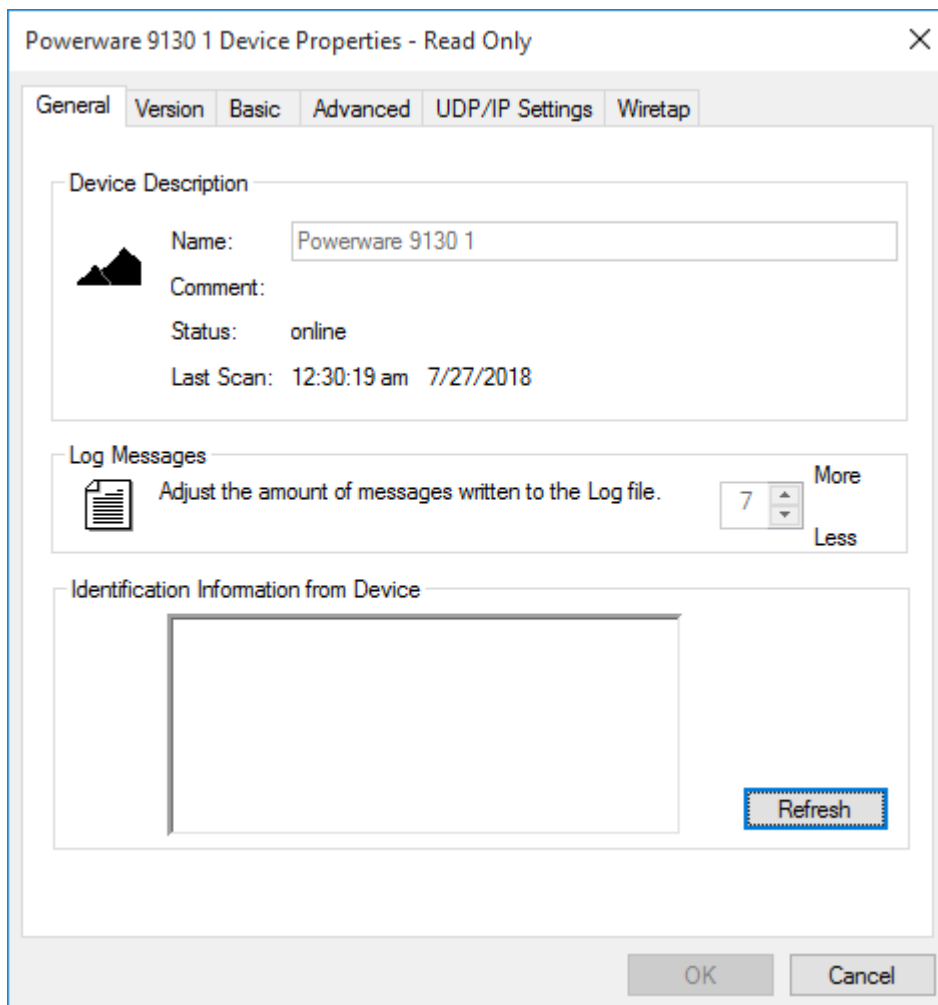 Powerware 9130 1 Device Properties - Read Only
General Version Basic Advanced UDP/IP Settings Wiretap
Device Description
Name: Powerware 9130 1
Comment:
Status: online
Last Scan: 12:30:19 am 7/27/2018
Log Messages
Adjust the amount of messages written to the Log file.
7
More
Less
Identification Information from Device
Refresh
OK Cancel